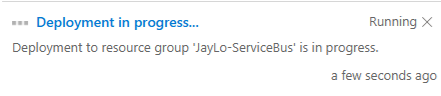 Deployment in progress... Running
Deployment to resource group 'JayLo-ServiceBus' is in progress.
a few seconds ago